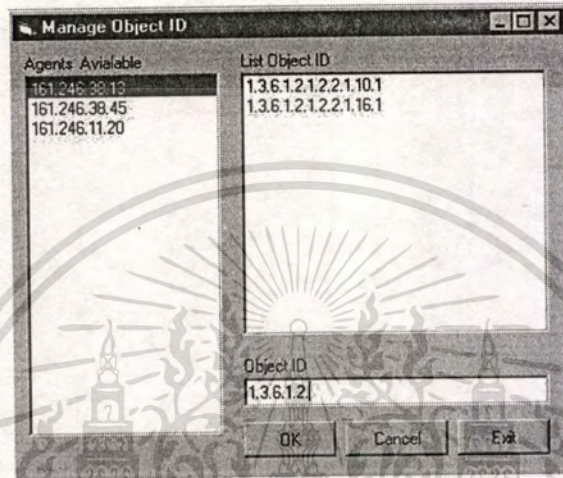 Manage Object ID
Agents Avialable
161.246.38.13
161.246.38.45
161.246.11.20
List Object ID
1.3.6.1.2.1.2.2.1.10.1
1.3.6.1.2.1.2.2.1.16.1
Object ID
1.3.6.1.2.
OK
Cancel
Exit